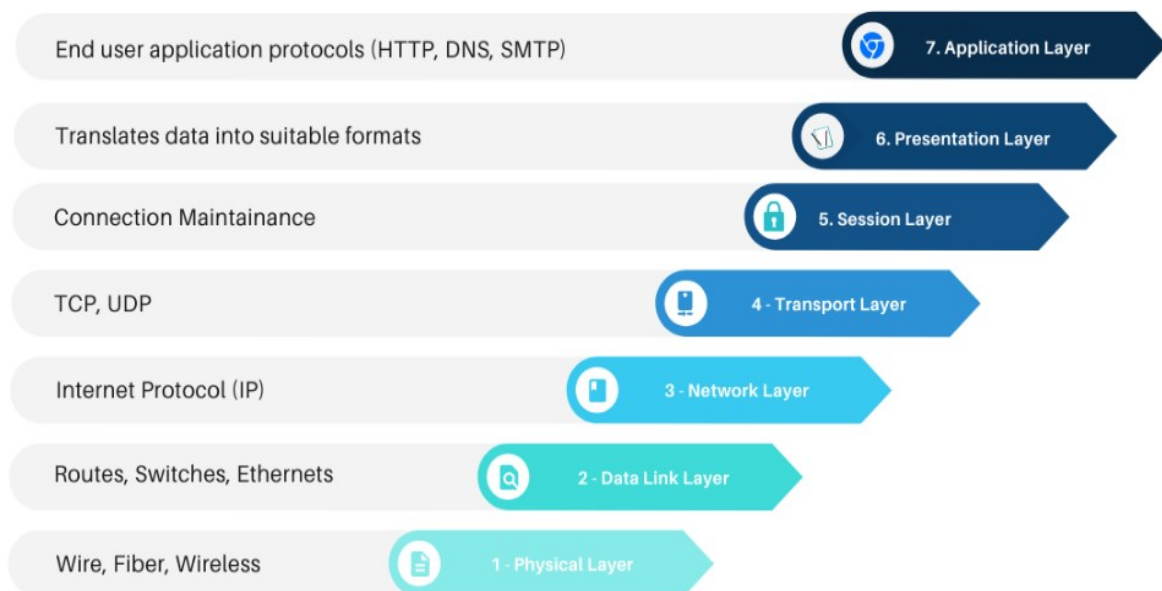 End user application protocols (HTTP, DNS, SMTP)
7. Application Layer
Translates data into suitable formats
6. Presentation Layer
Connection Maintainance
5. Session Layer
TCP, UDP
4 - Transport Layer
Internet Protocol (IP)
3 - Network Layer
Routes, Switches, Ethernets
2 - Data Link Layer
Wire, Fiber, Wireless
1 - Physical Layer